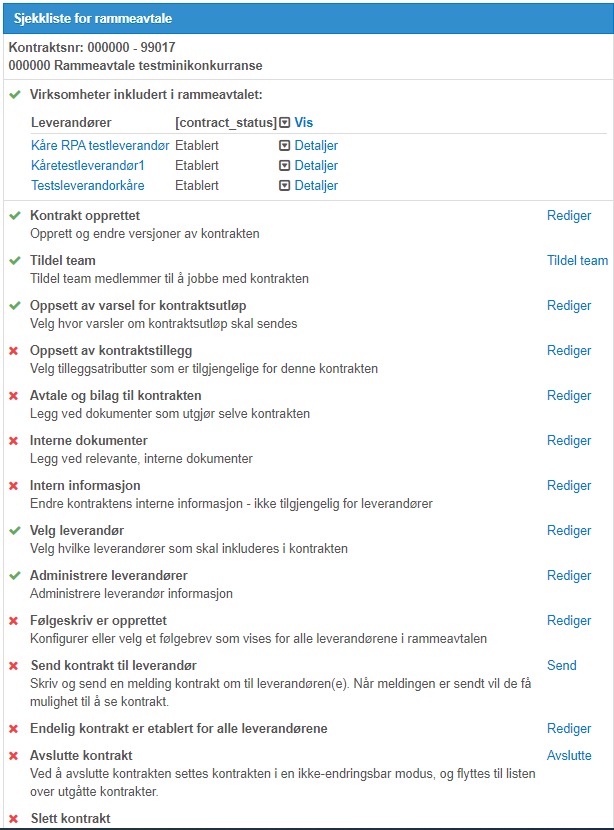 Sjekkliste for rammeavtale
Kontraktsnr: 000000 - 99017
000000 Rammeavtale testminikonkurranse
Virksomheter inkludert i rammeavtalet:
Leverandører [contract_status] Vis
Kåre RPA testleverandør Etablert Detaljer
Kåretestleverandør1 Etablert Detaljer
Testsleverandorkåre Etablert Detaljer
Kontrakt opprettet Rediger
Opprett og endre versjoner av kontrakten
Tildel team Tildel team
Tildel team medlemmer til å jobbe med kontrakten
Oppsett av varsel for kontraktsutløp Rediger
Velg hvor varsler om kontraktsutløp skal sendes
Oppsett av kontraktstillegg Rediger
Velg tilleggsatributter som er tilgjengelige for denne kontrakten
Avtale og bilag til kontrakten Rediger
Legg ved dokumenter som utgjør selve kontrakten
Interne dokumenter Rediger
Legg ved relevante, interne dokumenter
Intern informasjon Rediger
Endre kontraktens interne informasjon - ikke tilgjengelig for leverandører
Velg leverandør Rediger
Velg hvilke leverandører som skal inkluderes i kontrakten
Administrere leverandører Rediger
Administrere leverandør informasjon
Følgeskriv er opprettet Rediger
Konfigurer eller velg et følgebrev som vises for alle leverandørene i rammeavtalen
Send kontrakt til leverandør Send
Skriv og send en melding kontrakt om til leverandøren(e). Når meldingen er sendt vil de få
mulighet til å se kontrakt.
Endelig kontrakt er etablert for alle leverandørene Rediger
Avslutte kontrakt Avslutte
Ved å avslutte kontrakten settes kontrakten i en ikke-endringsbar modus, og flyttes til listen
over utgåtte kontrakter.
Slett kontrakt